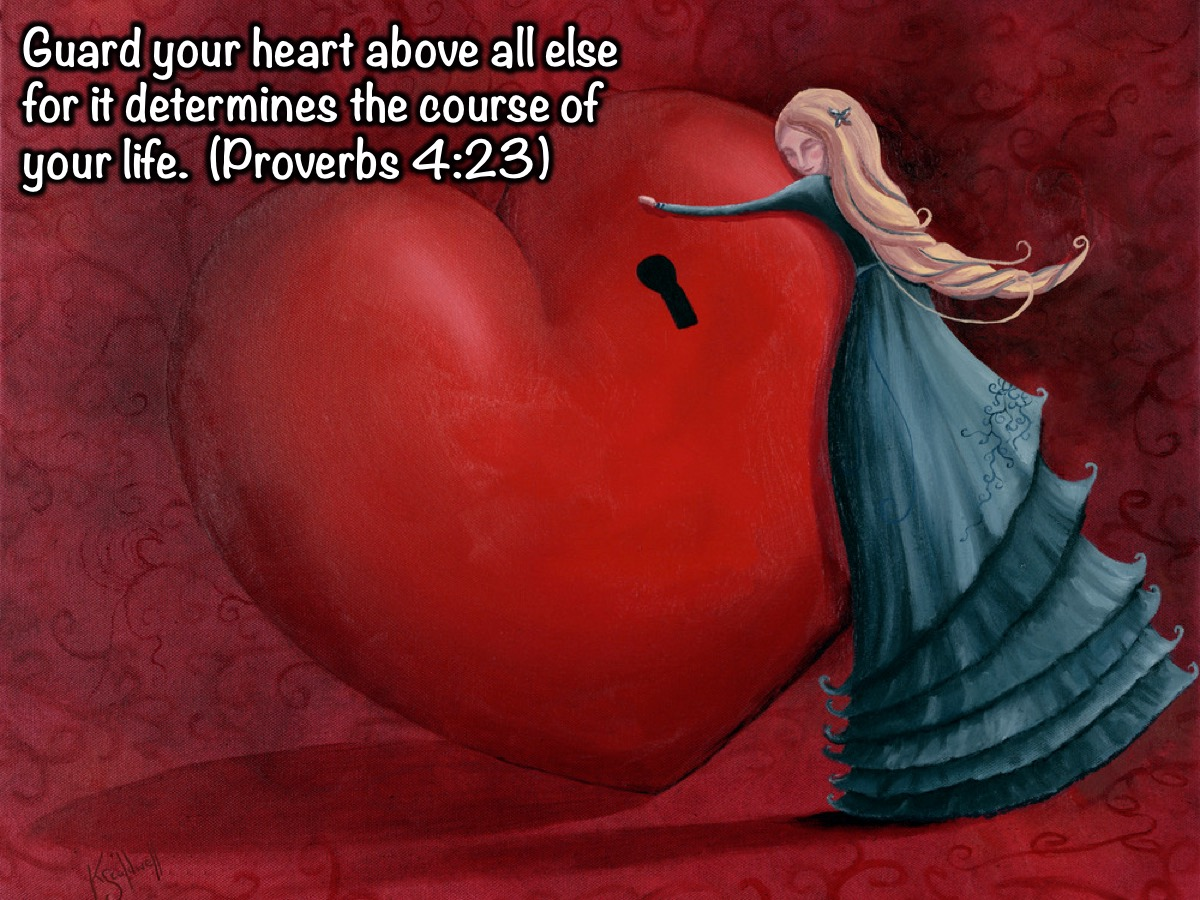 Guard your heart above all else
for it determines the course of
your life. (Proverbs 4:23)